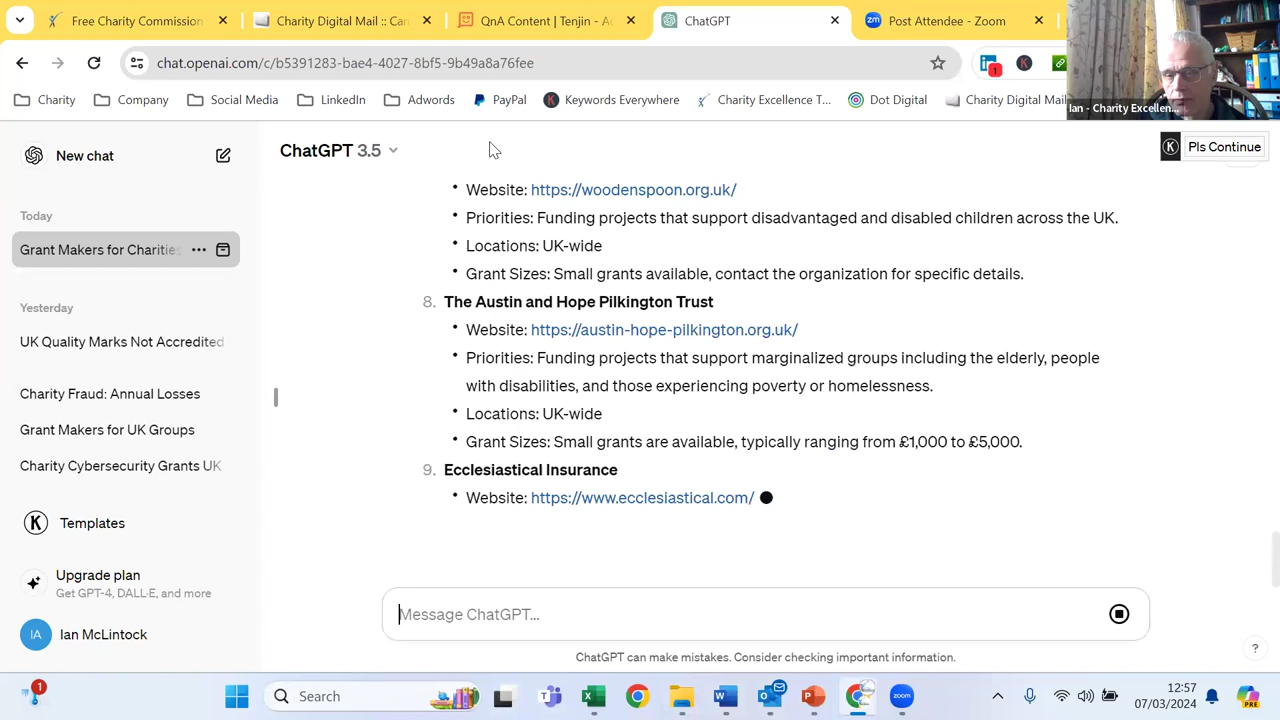 Free Charity Commission
Charity Digital Mail :: Ca
QnA Content | Tenjin - A
ChatGPT
Post Attendee - Zoom
chat.openai.com/c/b5391283-bae4-4027-8bf5-9b49a8a76fee
1
Charity
Company
Social Media
LinkedIn
Adwords
PayPal
Keywords Everywhere
Charity Excellence T...
Dot Digital
Charity Digital Mail
Ian - Charity Excellen...
New chat
ChatGPT 3.5
Pls Continue
Today
Grant Makers for Charities
Yesterday
UK Quality Marks Not Accredited
Charity Fraud: Annual Losses
Grant Makers for UK Groups
Charity Cybersecurity Grants UK
Templates
Upgrade plan
Get GPT-4, DALL·E, and more
IA
Ian McLintock
• Website: https://woodenspoon.org.uk/
• Priorities: Funding projects that support disadvantaged and disabled children across the UK.
• Locations: UK-wide
• Grant Sizes: Small grants available, contact the organization for specific details.
8. The Austin and Hope Pilkington Trust
• Website: https://austin-hope-pilkington.org.uk/
• Priorities: Funding projects that support marginalized groups including the elderly, people
with disabilities, and those experiencing poverty or homelessness.
• Locations: UK-wide
• Grant Sizes: Small grants are available, typically ranging from £1,000 to £5,000.
9. Ecclesiastical Insurance
• Website: https://www.ecclesiastical.com/
Message ChatGPT...
ChatGPT can make mistakes. Consider checking important information.
?
1
Search
zoom
12:57
07/03/2024
PRE